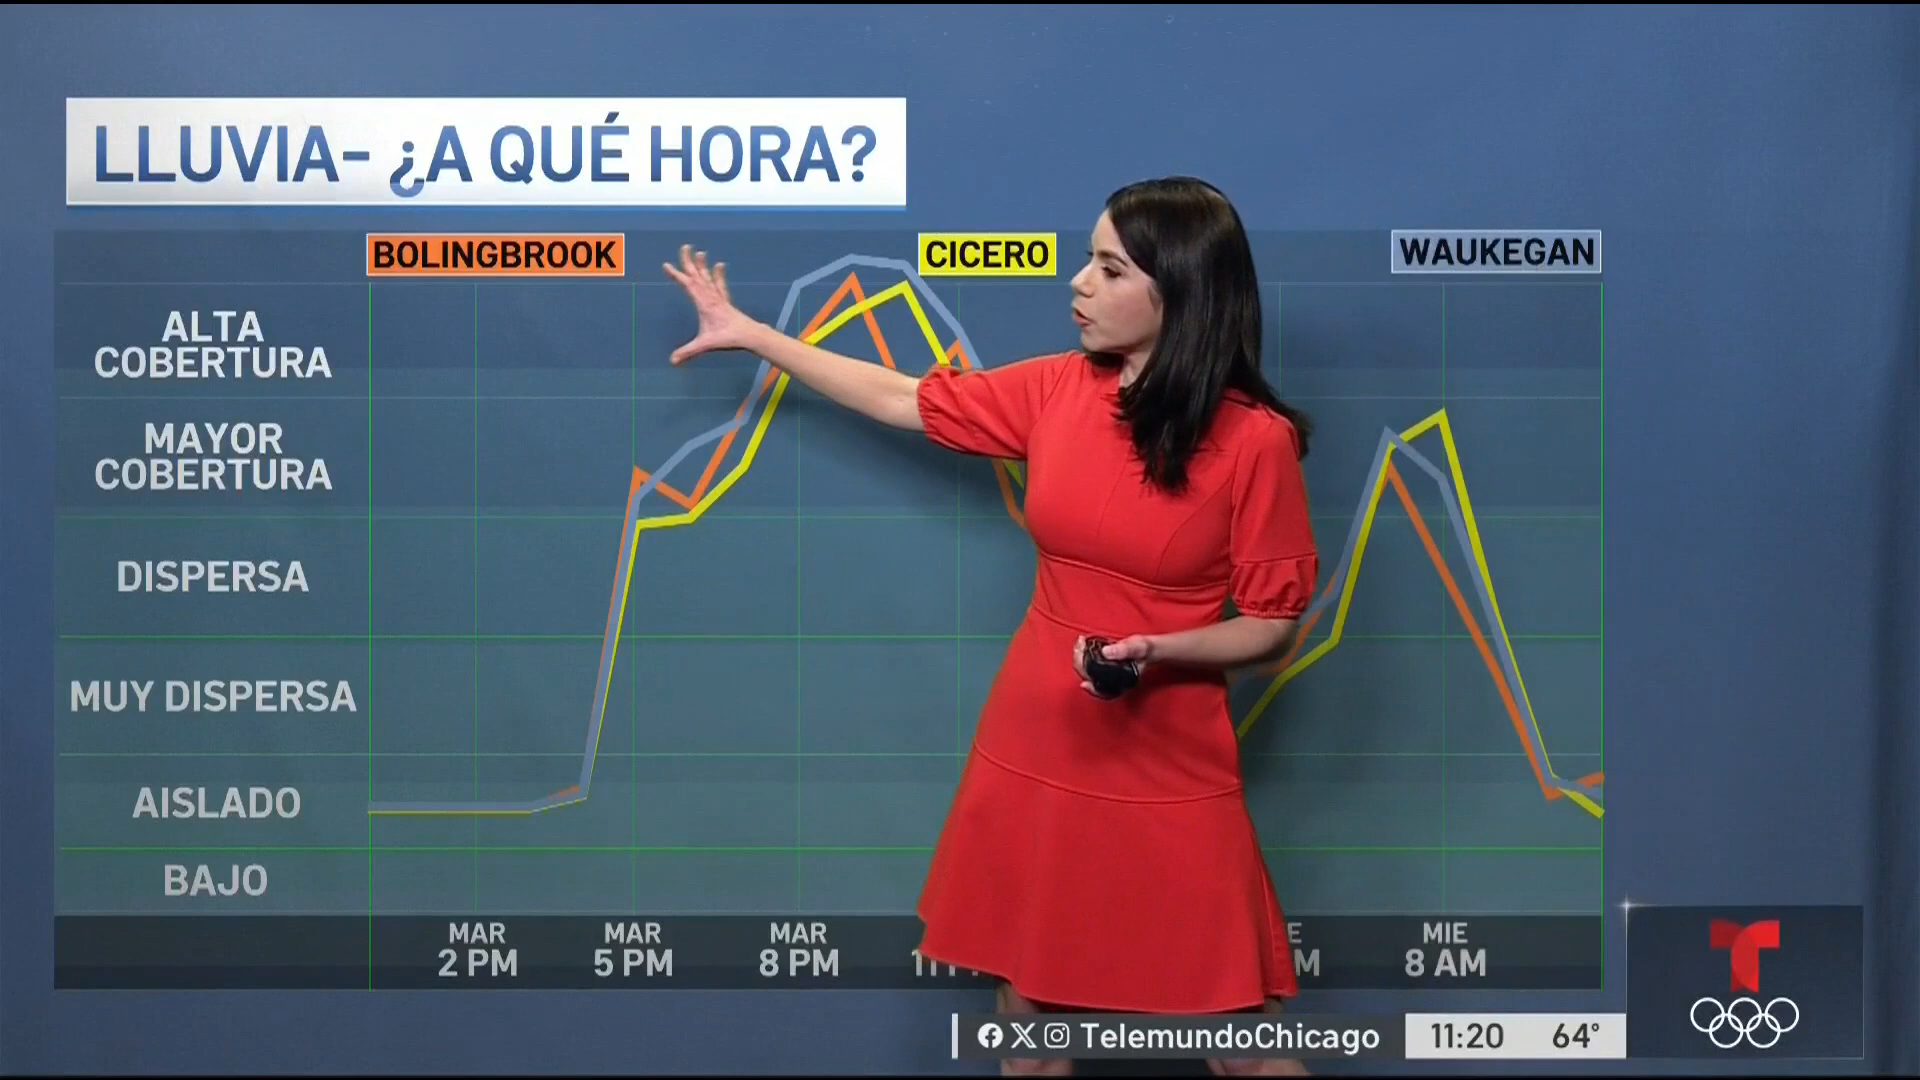 LLUVIA- ¿A QUÉ HORA?
BOLINGBROOK
CICERO
WAUKEGAN
ALTA
COBERTURA
MAYOR
COBERTURA
DISPERSA
MUY DISPERSA
AISLADO
BAJO
MAR
2 PM
MAR
5 PM
MAR
8 PM
MIE
8 AM
TelemundoChicago
11:20 64°